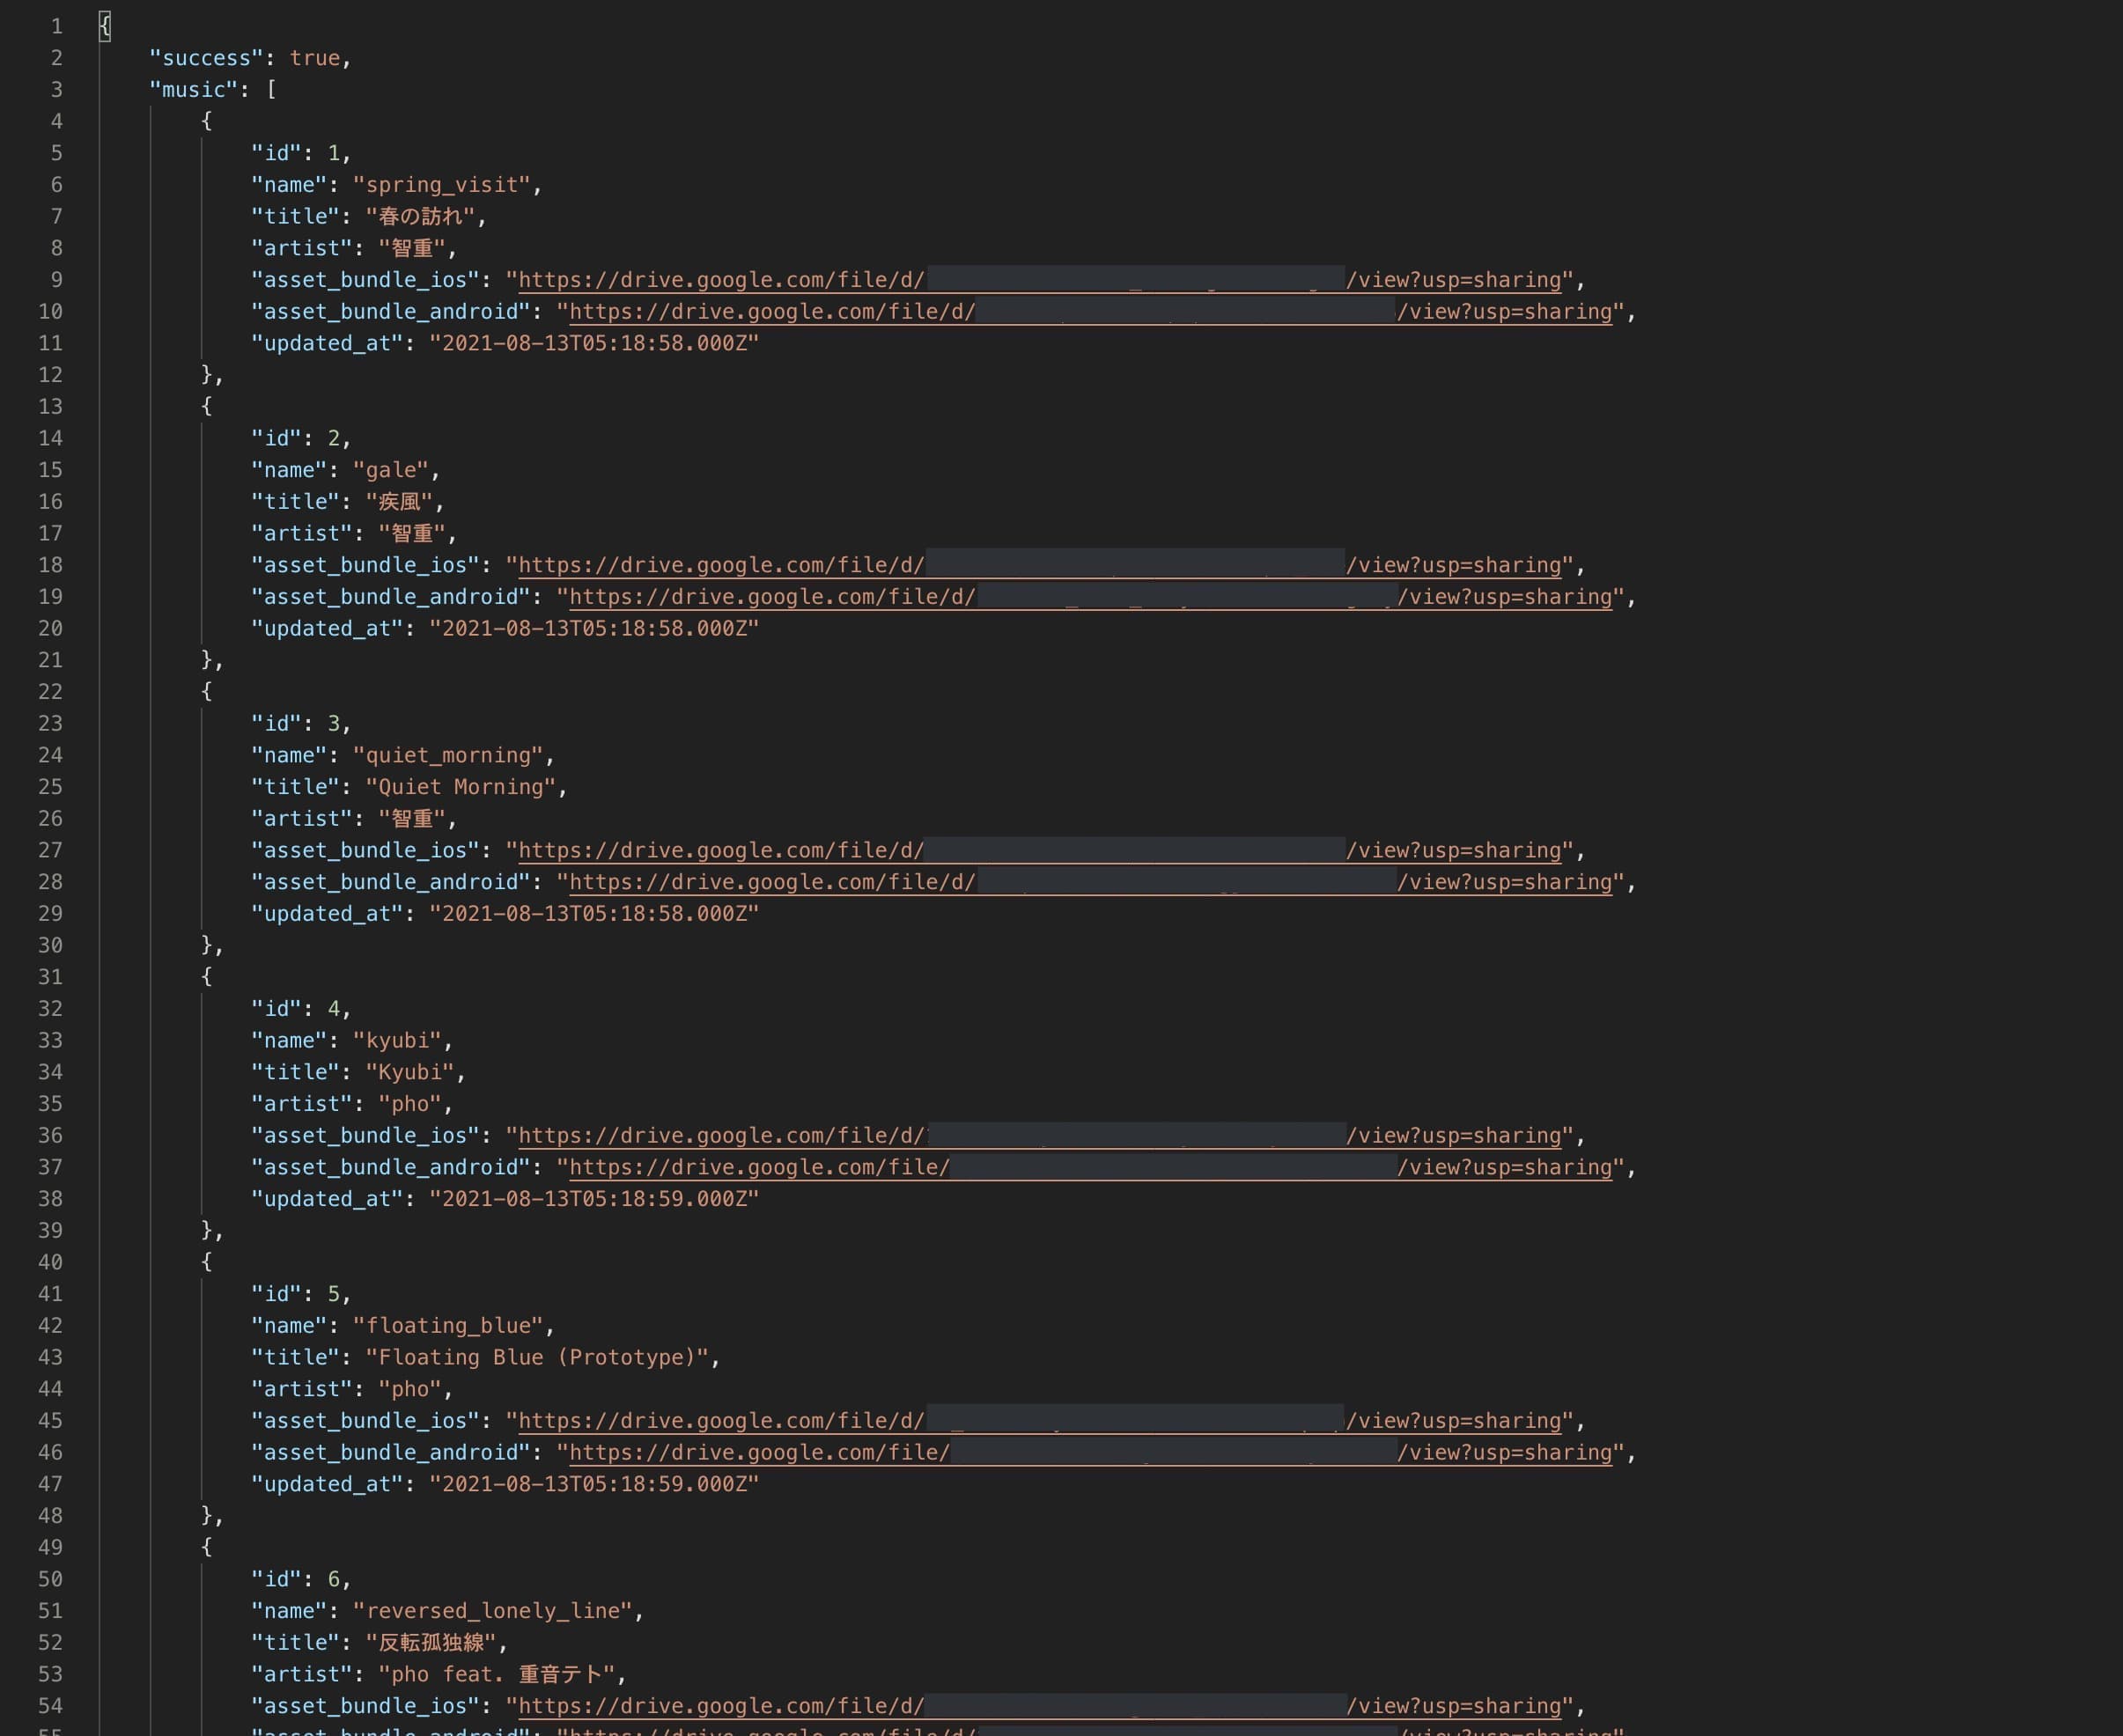 1 {
2 "success": true,
3 "music": [
4 {
5 "id": 1,
6 "name": "spring_visit",
7 "title": "春の訪れ",
8 "artist": "智重",
9 "asset_bundle_ios": "https://drive.google.com/file/d/ /view?usp=sharing",
10 "asset_bundle_android": "https://drive.google.com/file/d/ /view?usp=sharing",
11 "updated_at": "2021-08-13T05:18:58.000Z"
12 },
13 {
14 "id": 2,
15 "name": "gale",
16 "title": "疾風",
17 "artist": "智重",
18 "asset_bundle_ios": "https://drive.google.com/file/d/ /view?usp=sharing",
19 "asset_bundle_android": "https://drive.google.com/file/d/ /view?usp=sharing",
20 "updated_at": "2021-08-13T05:18:58.000Z"
21 },
22 {
23 "id": 3,
24 "name": "quiet_morning",
25 "title": "Quiet Morning",
26 "artist": "智重",
27 "asset_bundle_ios": "https://drive.google.com/file/d/ /view?usp=sharing",
28 "asset_bundle_android": "https://drive.google.com/file/d/ /view?usp=sharing",
29 "updated_at": "2021-08-13T05:18:58.000Z"
30 },
31 {
32 "id": 4,
33 "name": "kyubi",
34 "title": "Kyubi",
35 "artist": "pho",
36 "asset_bundle_ios": "https://drive.google.com/file/d/ /view?usp=sharing",
37 "asset_bundle_android": "https://drive.google.com/file/ /view?usp=sharing",
38 "updated_at": "2021-08-13T05:18:59.000Z"
39 },
40 {
41 "id": 5,
42 "name": "floating_blue",
43 "title": "Floating Blue (Prototype)",
44 "artist": "pho",
45 "asset_bundle_ios": "https://drive.google.com/file/d/ /view?usp=sharing",
46 "asset_bundle_android": "https://drive.google.com/file/ /view?usp=sharing",
47 "updated_at": "2021-08-13T05:18:59.000Z"
48 },
49 {
50 "id": 6,
51 "name": "reversed_lonely_line",
52 "title": "反転孤独線",
53 "artist": "pho feat. 重音テト",
54 "asset_bundle_ios": "https://drive.google.com/file/d/ /view?usp=sharing",
55 "asset_bundle_android": "https://drive.google.com/file/d/ /view?usp=sharing"